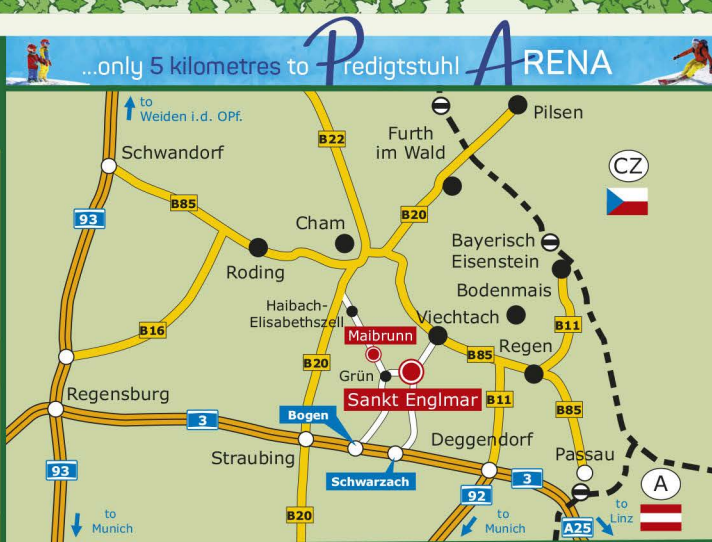 ...only 5 kilometres to Predigtstuhl ARENA
to
Weiden i.d. OPf.
Pilsen
B22
Furth
im Wald
Schwandorf
CZ
B85
93
B20
Cham
Bayerisch
Eisenstein
Roding
Bodenmais
Haibach-
Elisabethszell
Viechtach
B11
B16
Maibrunn
Regen
B85
B20
Grün
Regensburg
Sankt Englmar
B11
B85
Bogen
3
Deggendorf
Straubing
Passau
93
Schwarzach
3
A
92
to
Linz
B20
to
Munich
to
Munich
A25